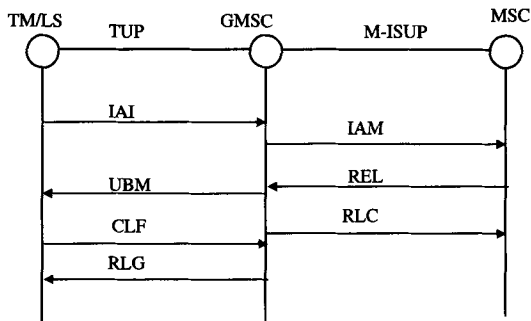 TM/LS TUP GMSC M-ISUP MSC
IAI
IAM
REL
UBM
RLC
CLF
RLG